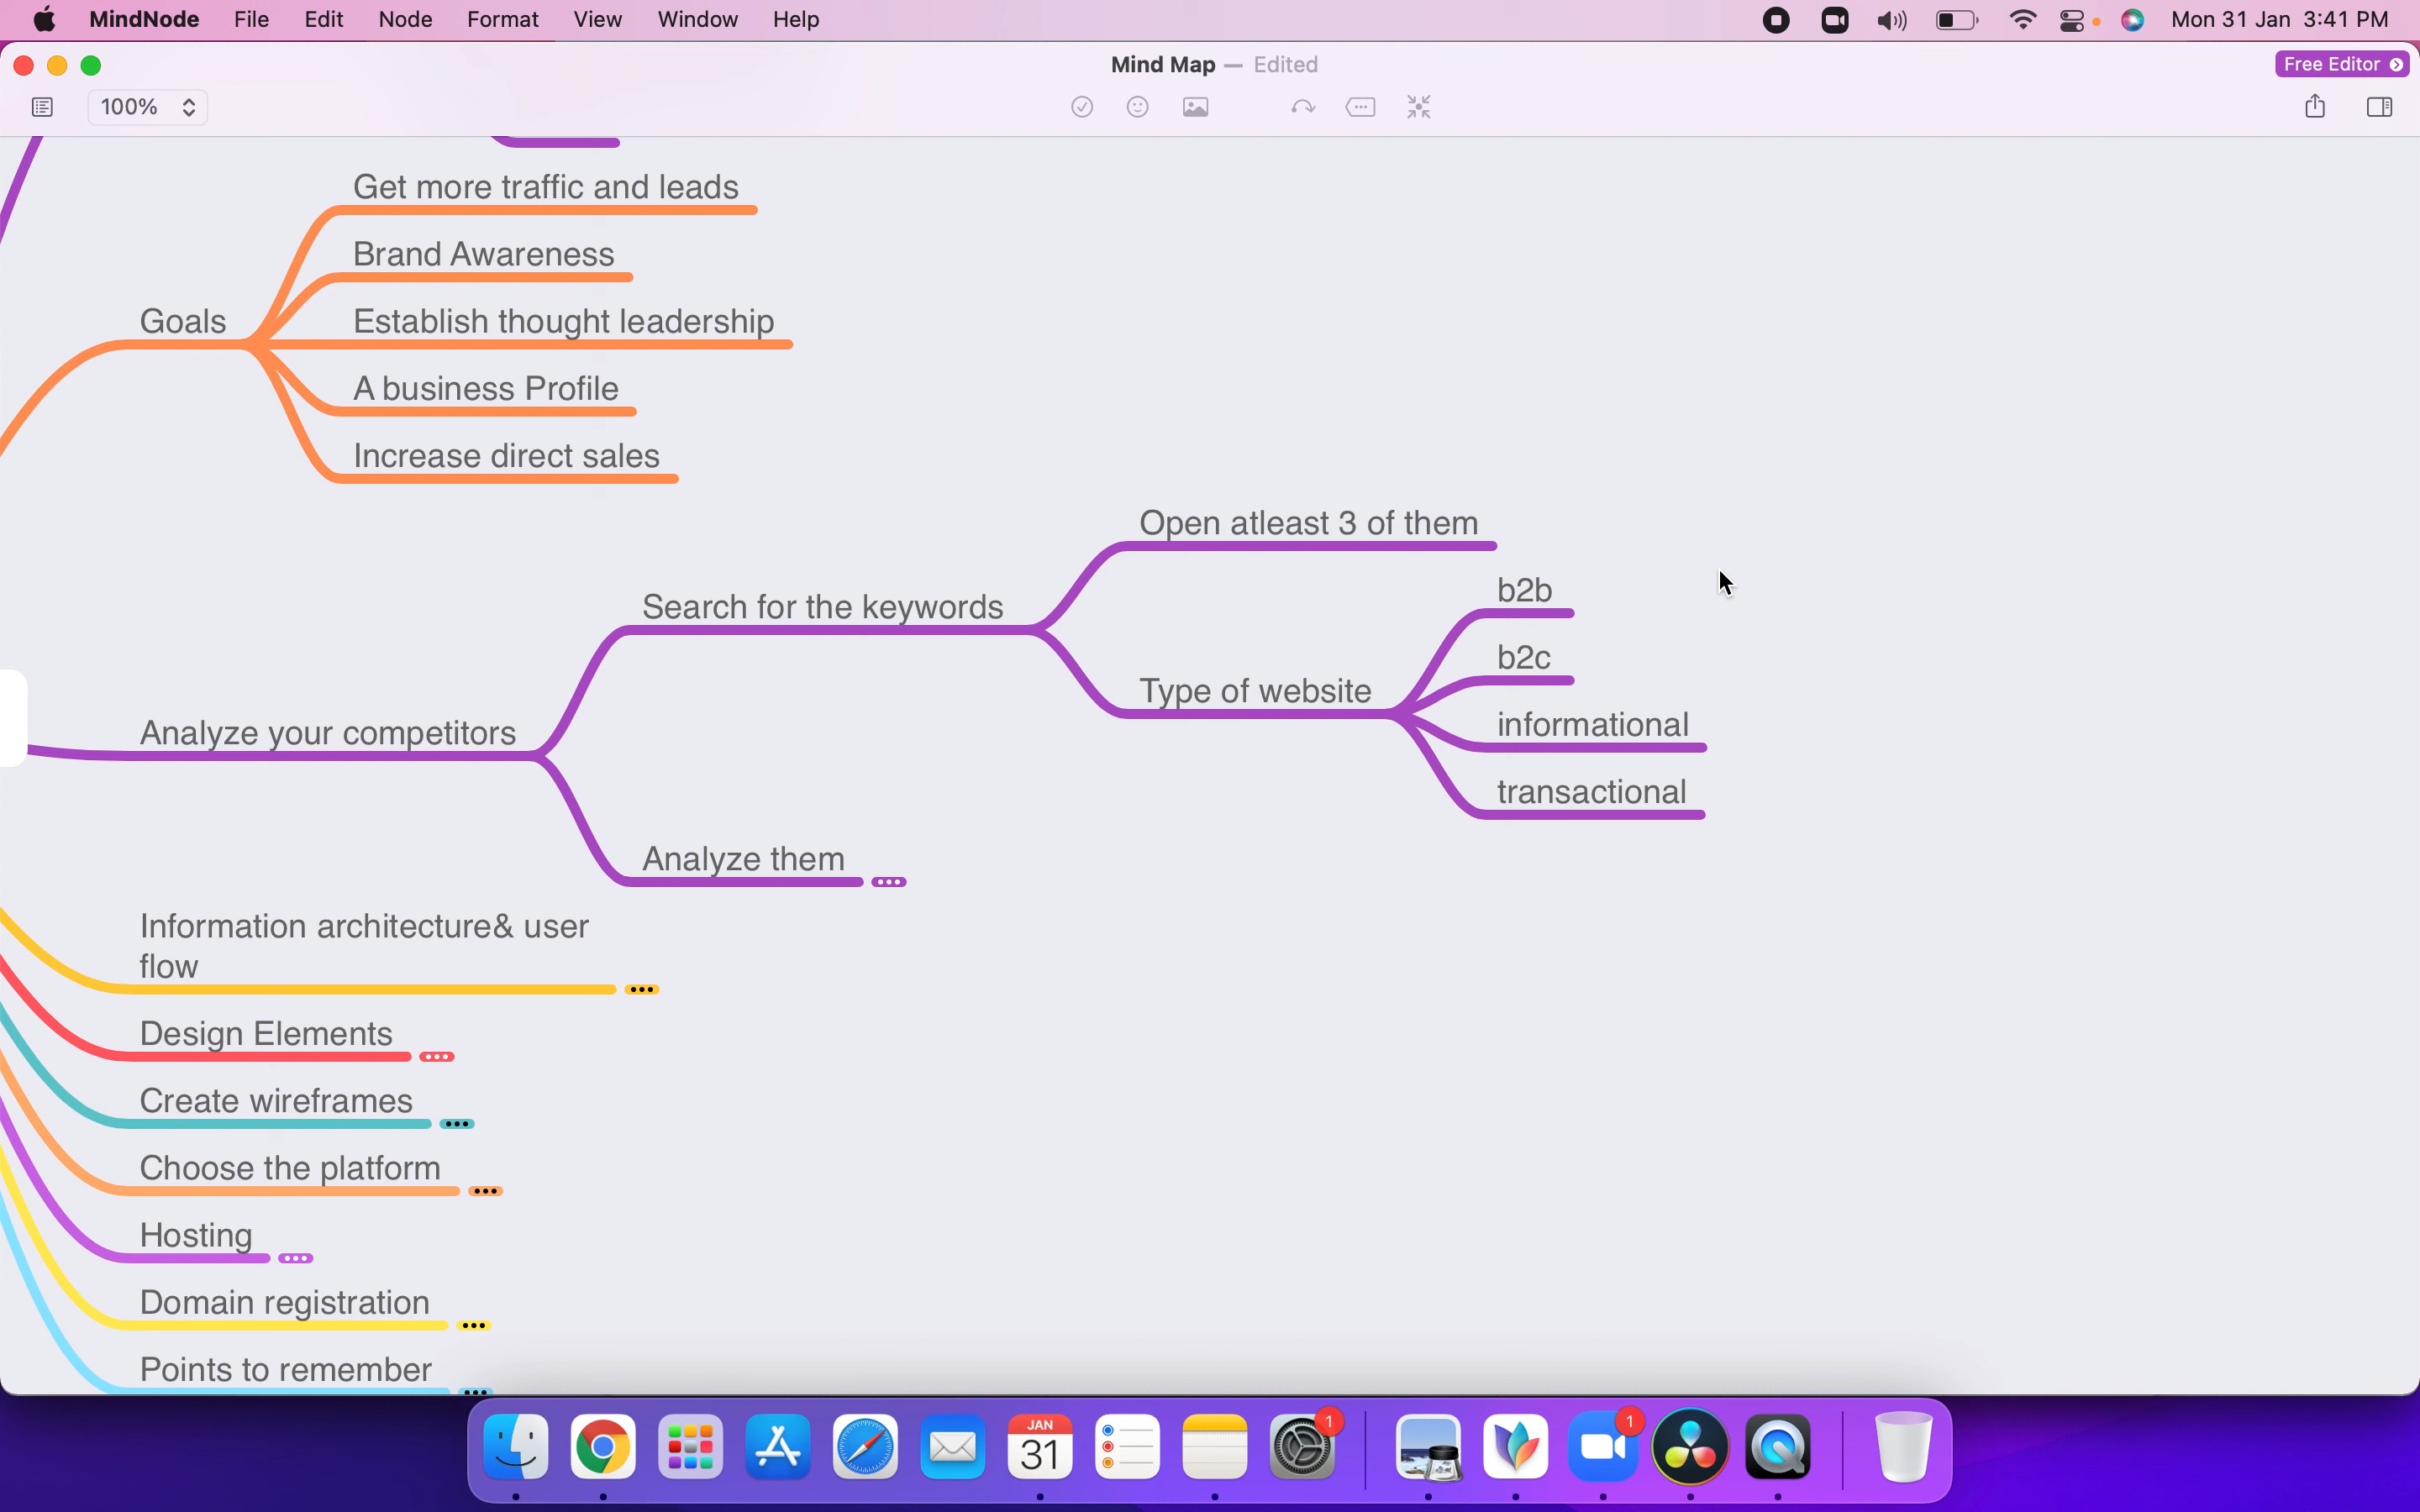 MindNode File Edit Node Format View Window Help Mon 31 Jan 3:41 PM
Mind Map — Edited
Free Editor
100%
Get more traffic and leads
Brand Awareness
Goals
Establish thought leadership
A business Profile
Increase direct sales
Open atleast 3 of them
Search for the keywords
b2b
b2c
Type of website
informational
transactional
Analyze your competitors
Analyze them
Information architecture& user
flow
Design Elements
Create wireframes
Choose the platform
Hosting
Domain registration
Points to remember
JAN
31
1
1